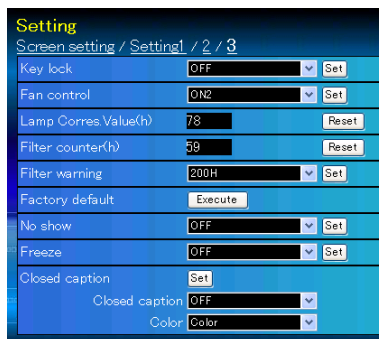 Setting
Screen setting / Setting1 / 2 / 3
Key lock OFF Set
Fan control ON2 Set
Lamp Corres.Value(h) 78 Reset
Filter counter(h) 59 Reset
Filter warning 200H Set
Factory default Execute
No show OFF Set
Freeze OFF Set
Closed caption Set
Closed caption OFF
Color Color